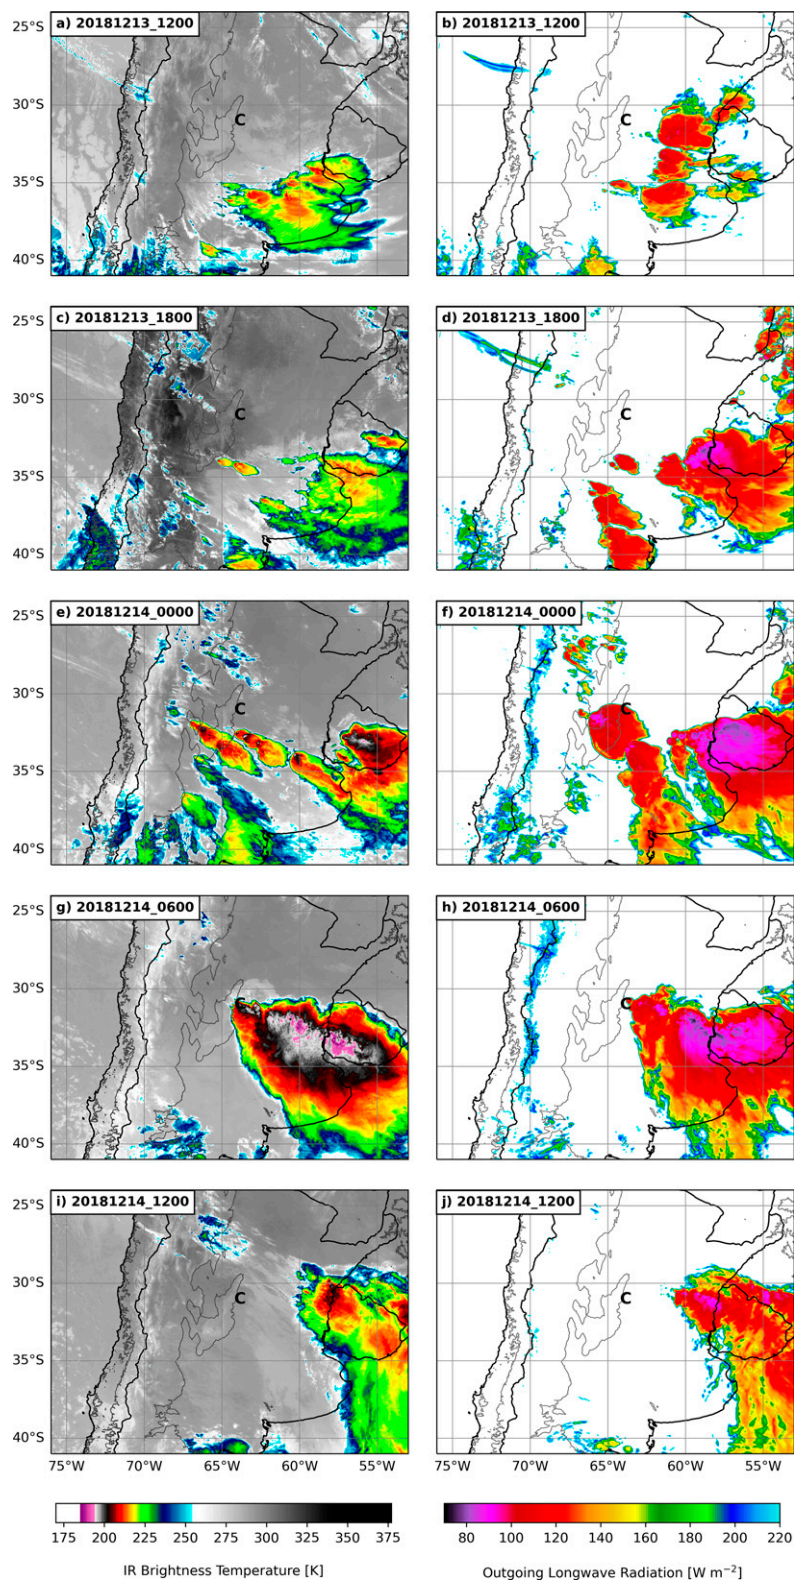 a) 20181213_1200
b) 20181213_1200
25°S
30°S
C
C
35°S
40°S
c) 20181213_1800
d) 20181213_1800
25°S
30°S
C
C
35°S
40°S
e) 20181214_0000
f) 20181214_0000
25°S
30°S
C
C
35°S
40°S
g) 20181214_0600
h) 20181214_0600
25°S
30°S
C
C
35°S
40°S
i) 20181214_1200
j) 20181214_1200
25°S
30°S
C
C
35°S
40°S
75°W 70°W 65°W 60°W 55°W
75°W 70°W 65°W 60°W 55°W
175 200 225 250 275 300 325 350 375
80 100 120 140 160 180 200 220
IR Brightness Temperature [K]
Outgoing Longwave Radiation [W m⁻²]